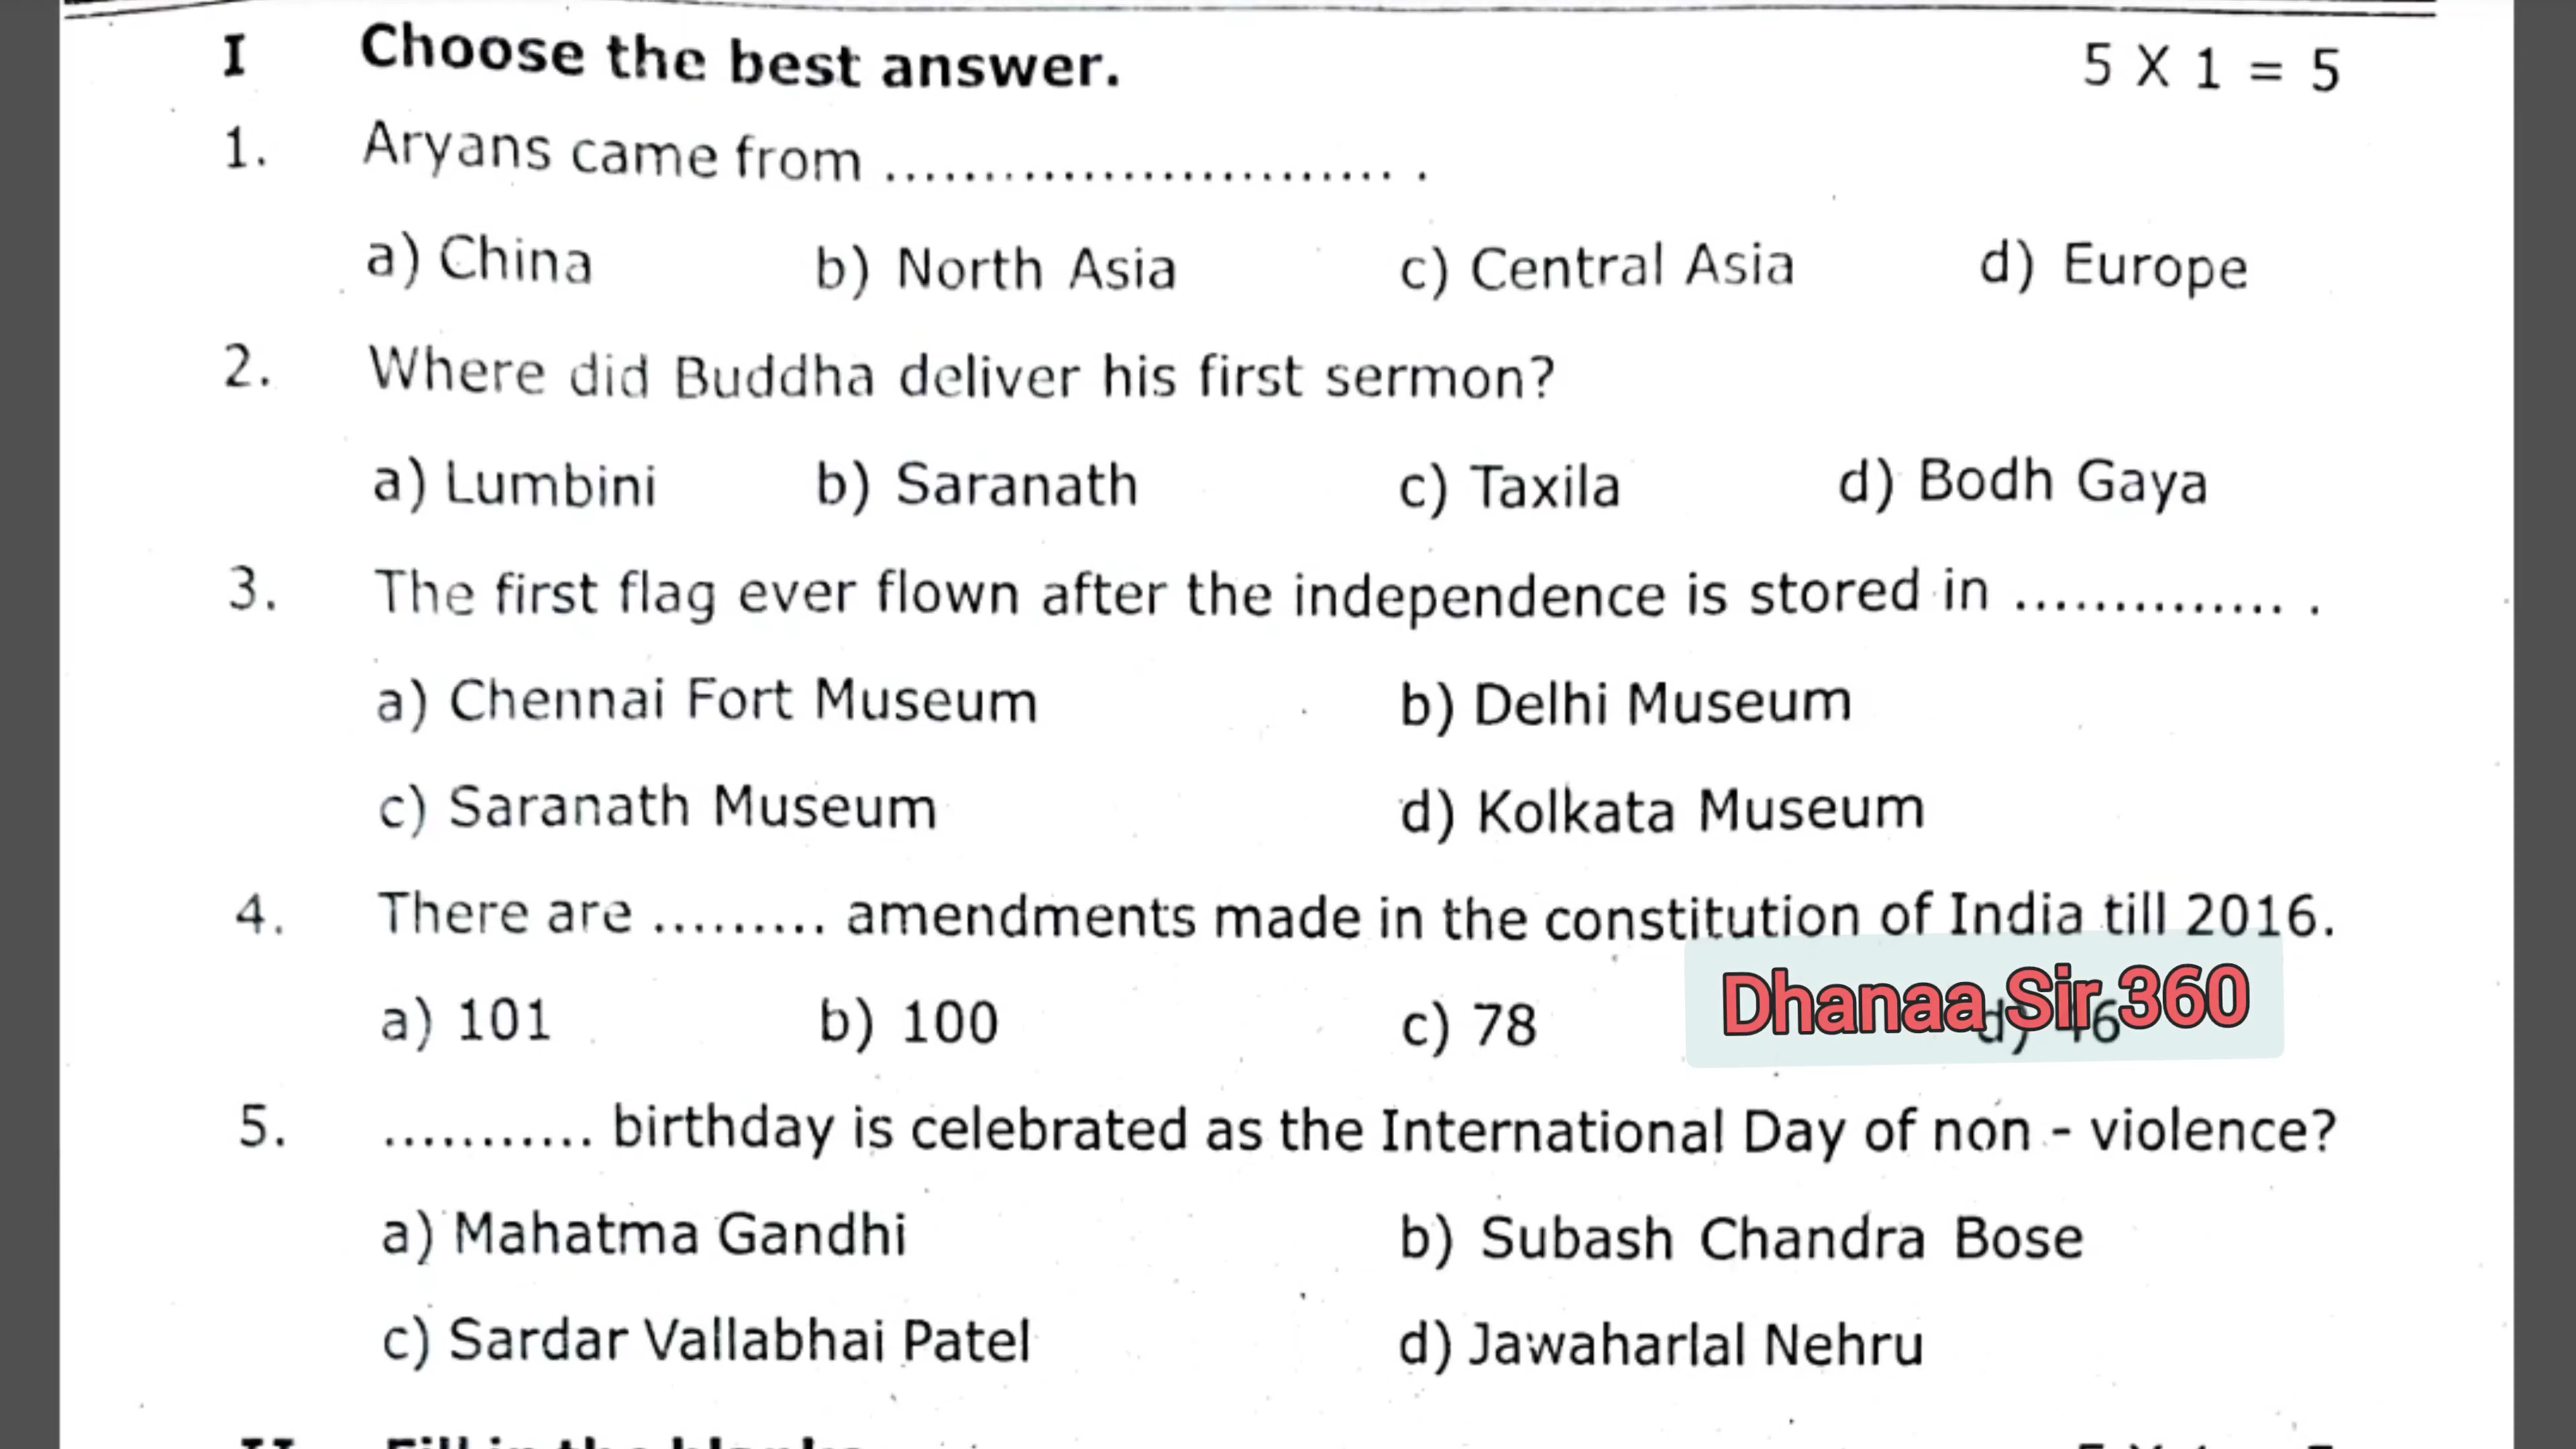 I Choose the best answer. 5 X 1 = 5
1. Aryans came from .......................... .
a) China b) North Asia c) Central Asia d) Europe
2. Where did Buddha deliver his first sermon?
a) Lumbini b) Saranath c) Taxila d) Bodh Gaya
3. The first flag ever flown after the independence is stored in .............. .
a) Chennai Fort Museum b) Delhi Museum
c) Saranath Museum d) Kolkata Museum
4. There are ......... amendments made in the constitution of India till 2016.
a) 101 b) 100 c) 78 d)
Dhanaa Sir 360
5. ........... birthday is celebrated as the International Day of non - violence?
a) Mahatma Gandhi b) Subash Chandra Bose
c) Sardar Vallabhai Patel d) Jawaharlal Nehru